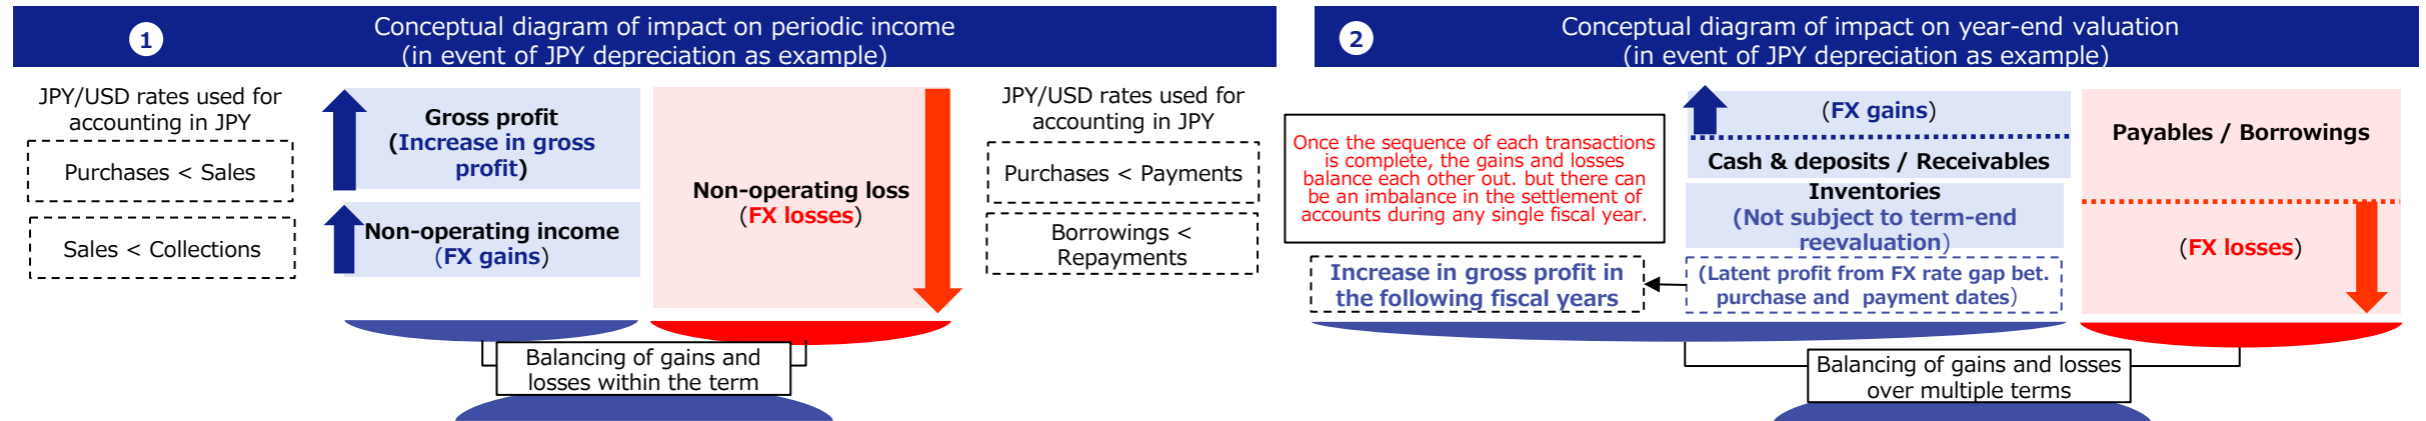 1
Conceptual diagram of impact on periodic income
(in event of JPY depreciation as example)
JPY/USD rates used for
accounting in JPY
Purchases < Sales
Sales < Collections
Gross profit
(Increase in gross
profit)
Non-operating income
(FX gains)
Non-operating loss
(FX losses)
JPY/USD rates used for
accounting in JPY
Purchases < Payments
Borrowings <
Repayments
Balancing of gains and
losses within the term
2
Conceptual diagram of impact on year-end valuation
(in event of JPY depreciation as example)
Once the sequence of each transactions
is complete, the gains and losses
balance each other out. but there can
be an imbalance in the settlement of
accounts during any single fiscal year.
Increase in gross profit in
the following fiscal years
(FX gains)
Cash & deposits / Receivables
Inventories
(Not subject to term-end
reevaluation)
(Latent profit from FX rate gap bet.
purchase and payment dates)
Payables / Borrowings
(FX losses)
Balancing of gains and losses
over multiple terms